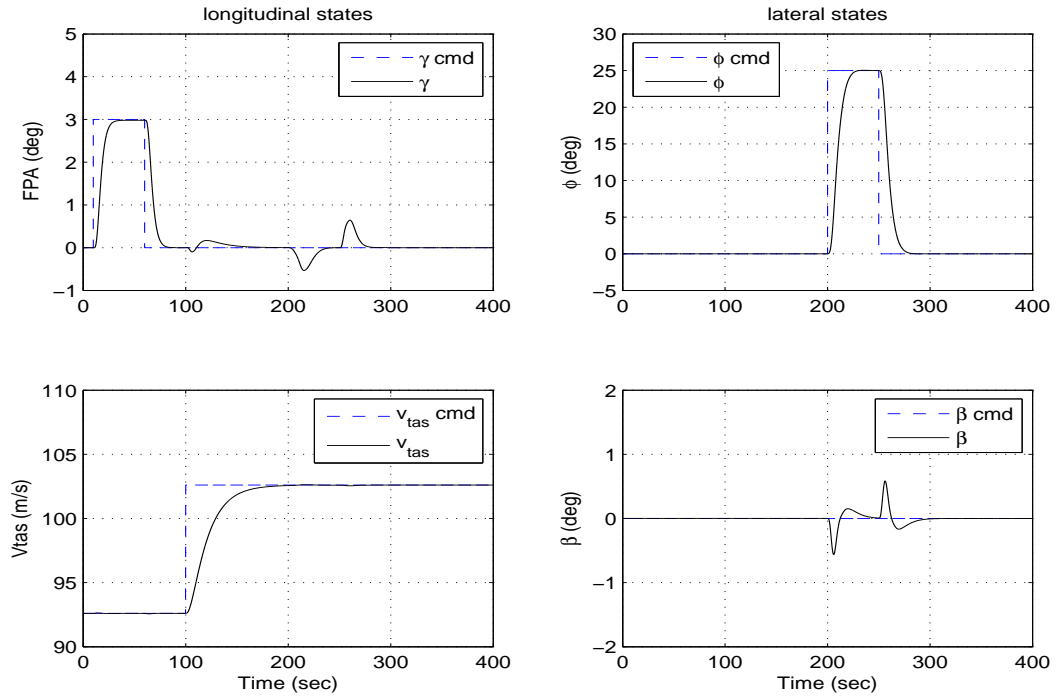 longitudinal states
5
4
3
2
1
0
−1
FPA (deg)
γ cmd
γ
0 100 200 300 400
lateral states
30
25
20
15
10
5
0
−5
ϕ (deg)
ϕ cmd
ϕ
0 100 200 300 400
110
105
100
95
90
Vtas (m/s)
v_tas cmd
v_tas
0 100 200 300 400
Time (sec)
2
1
0
−1
−2
β (deg)
β cmd
β
0 100 200 300 400
Time (sec)